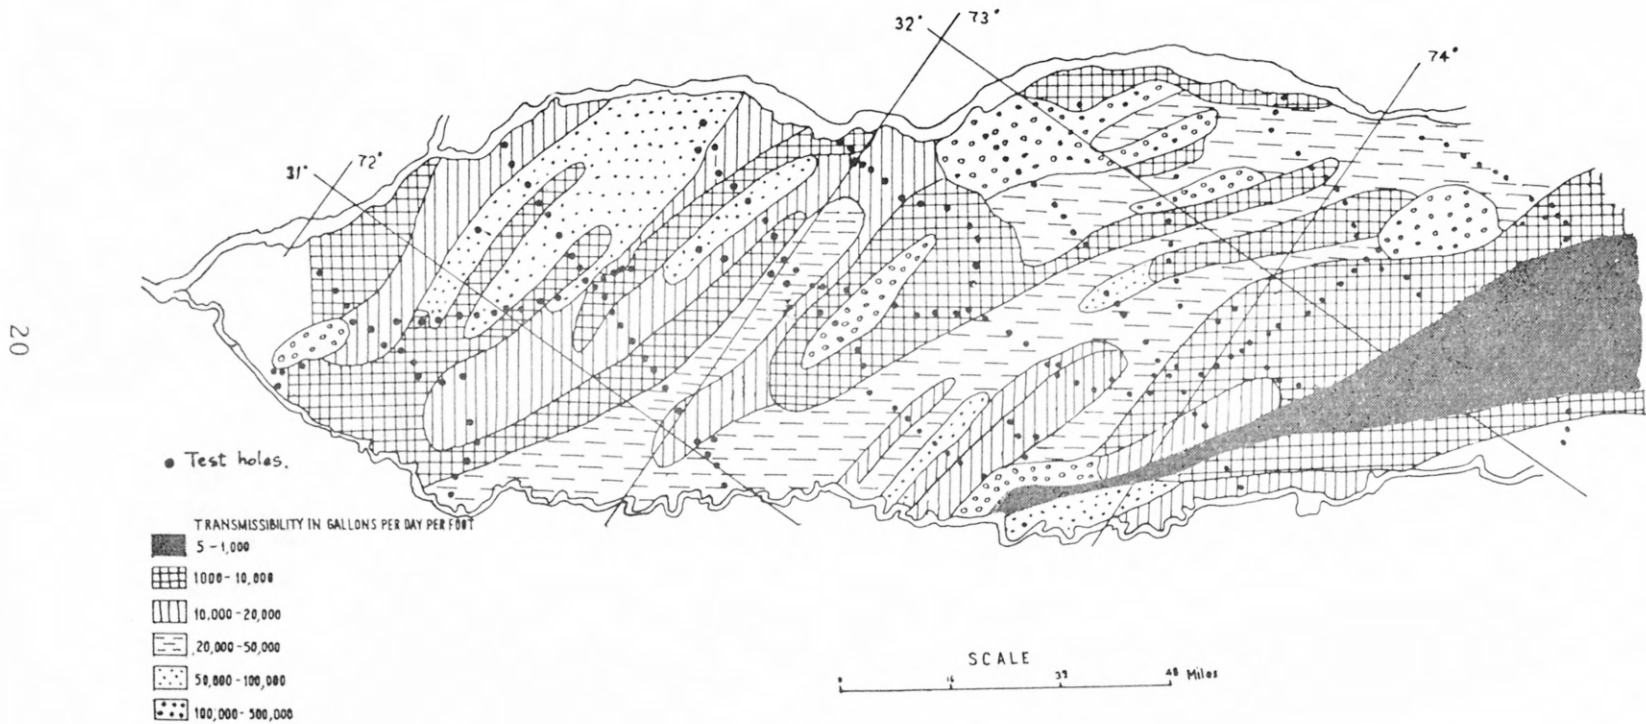 32° 73°
74°
31° 72°
20
Test holes.
TRANSMISSIBILITY IN GALLONS PER DAY PER FOOT
5-1,000
1000-10,000
10,000-20,000
20,000-50,000
50,000-100,000
100,000-500,000
SCALE
0 16 32 48 Miles